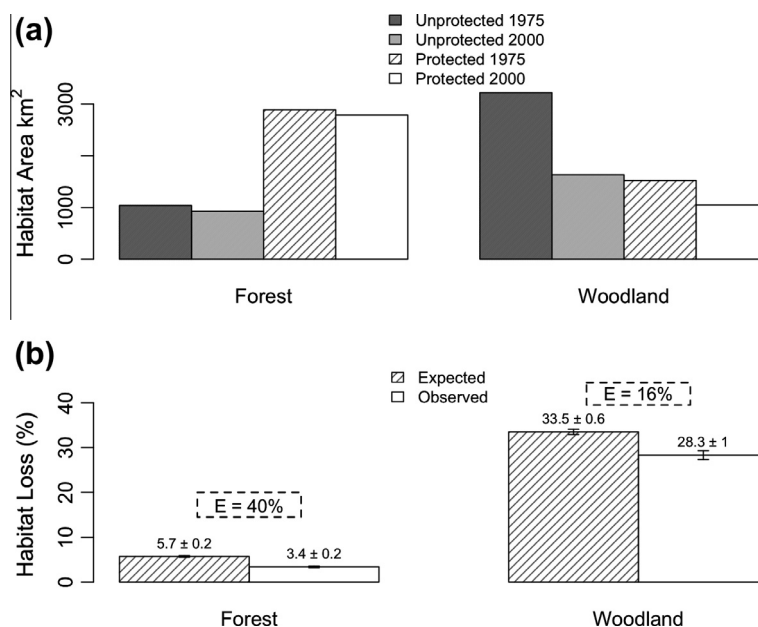 (a)
Unprotected 1975
Unprotected 2000
Protected 1975
Protected 2000
Habitat Area km²
3000
1000
0
Forest
Woodland
(b)
Expected
Observed
Habitat Loss (%)
40
30
20
10
0
E = 40%
5.7 ± 0.2
3.4 ± 0.2
E = 16%
33.5 ± 0.6
28.3 ± 1
Forest
Woodland